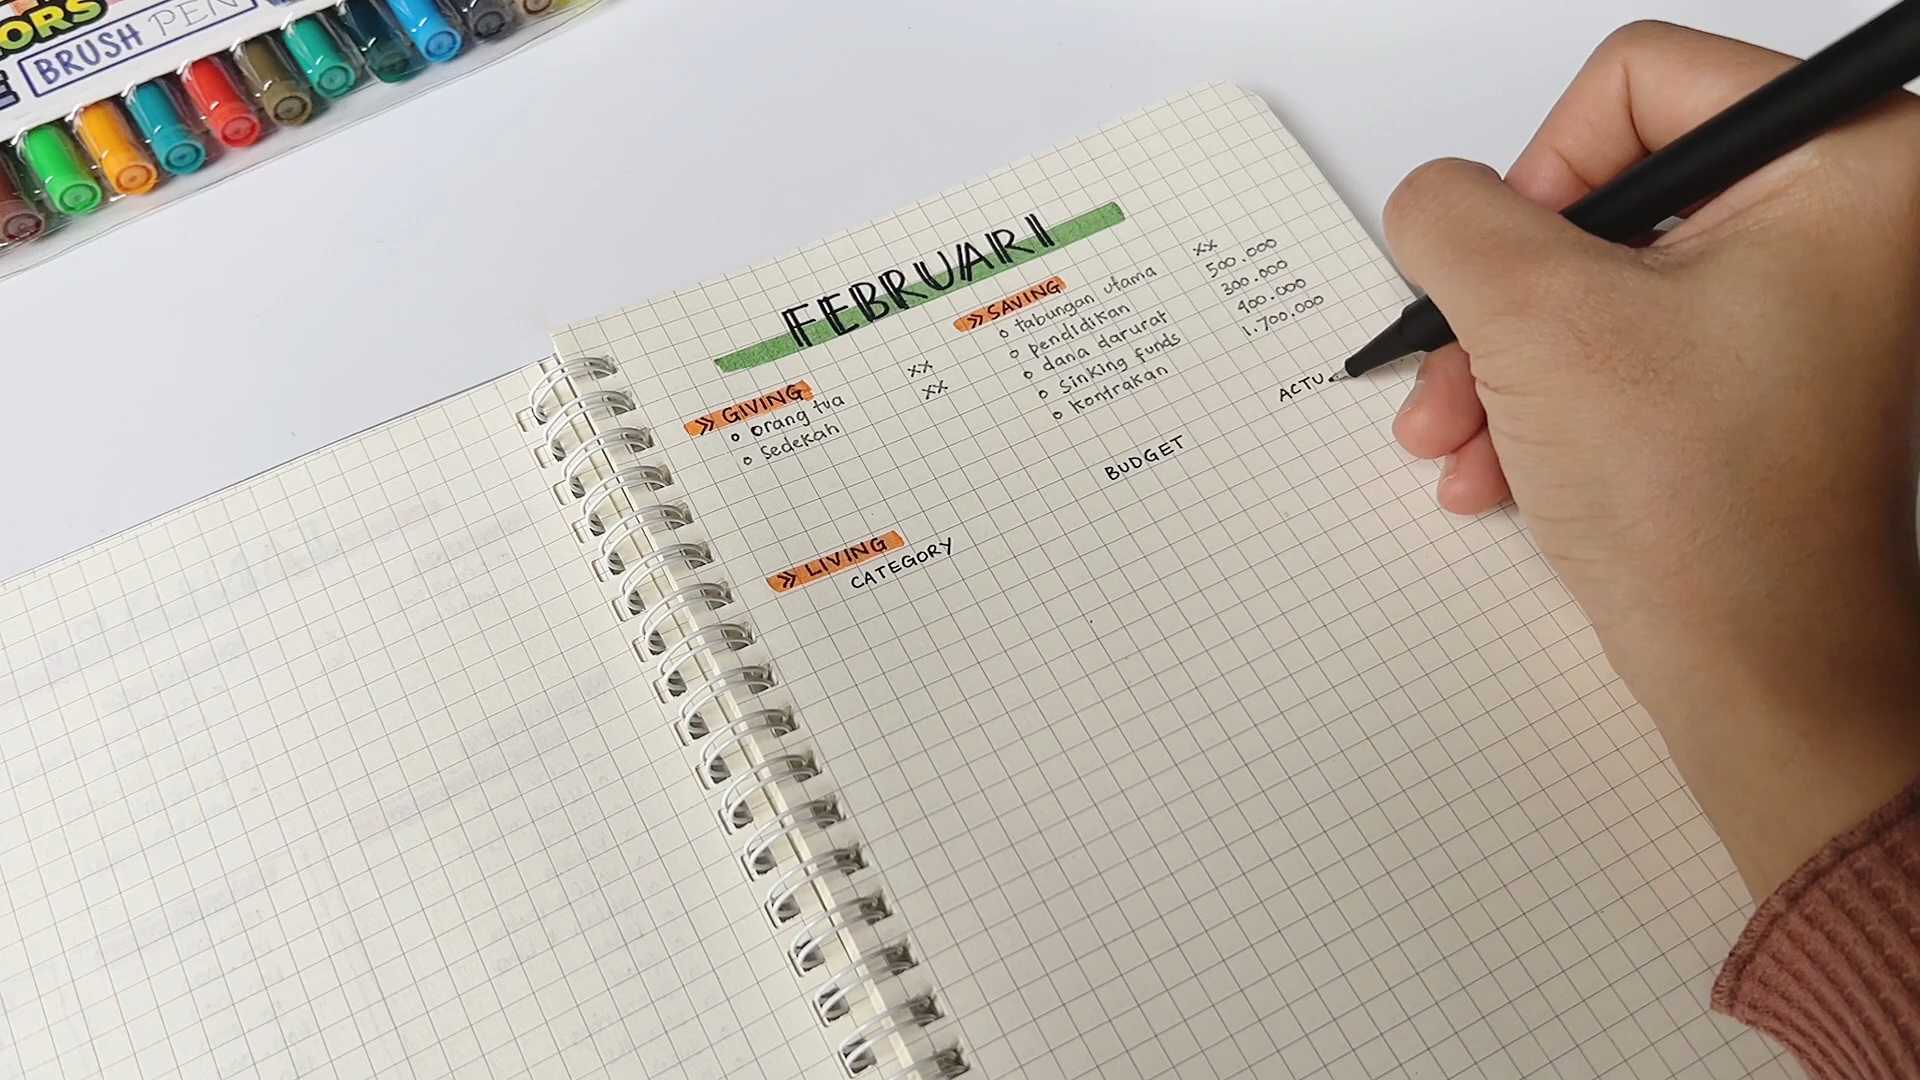 ORS
BRUSH PEN
FEBRUARI
» GIVING
orang tua xx
sedekah xx
» SAVING
tabungan utama xx
pendidikan 500.000
dana darurat 300.000
sinking funds 400.000
kontrakan 1.700.000
» LIVING
CATEGORY BUDGET ACTU